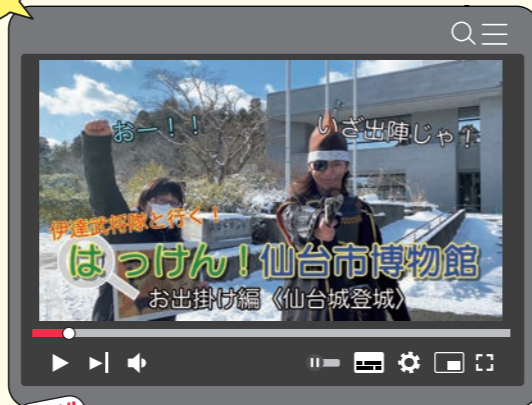 おー！！
いざ出陣じゃ！
伊達武将隊と行く！
はっけん！仙台市博物館
お出掛け編〈仙台城登城〉